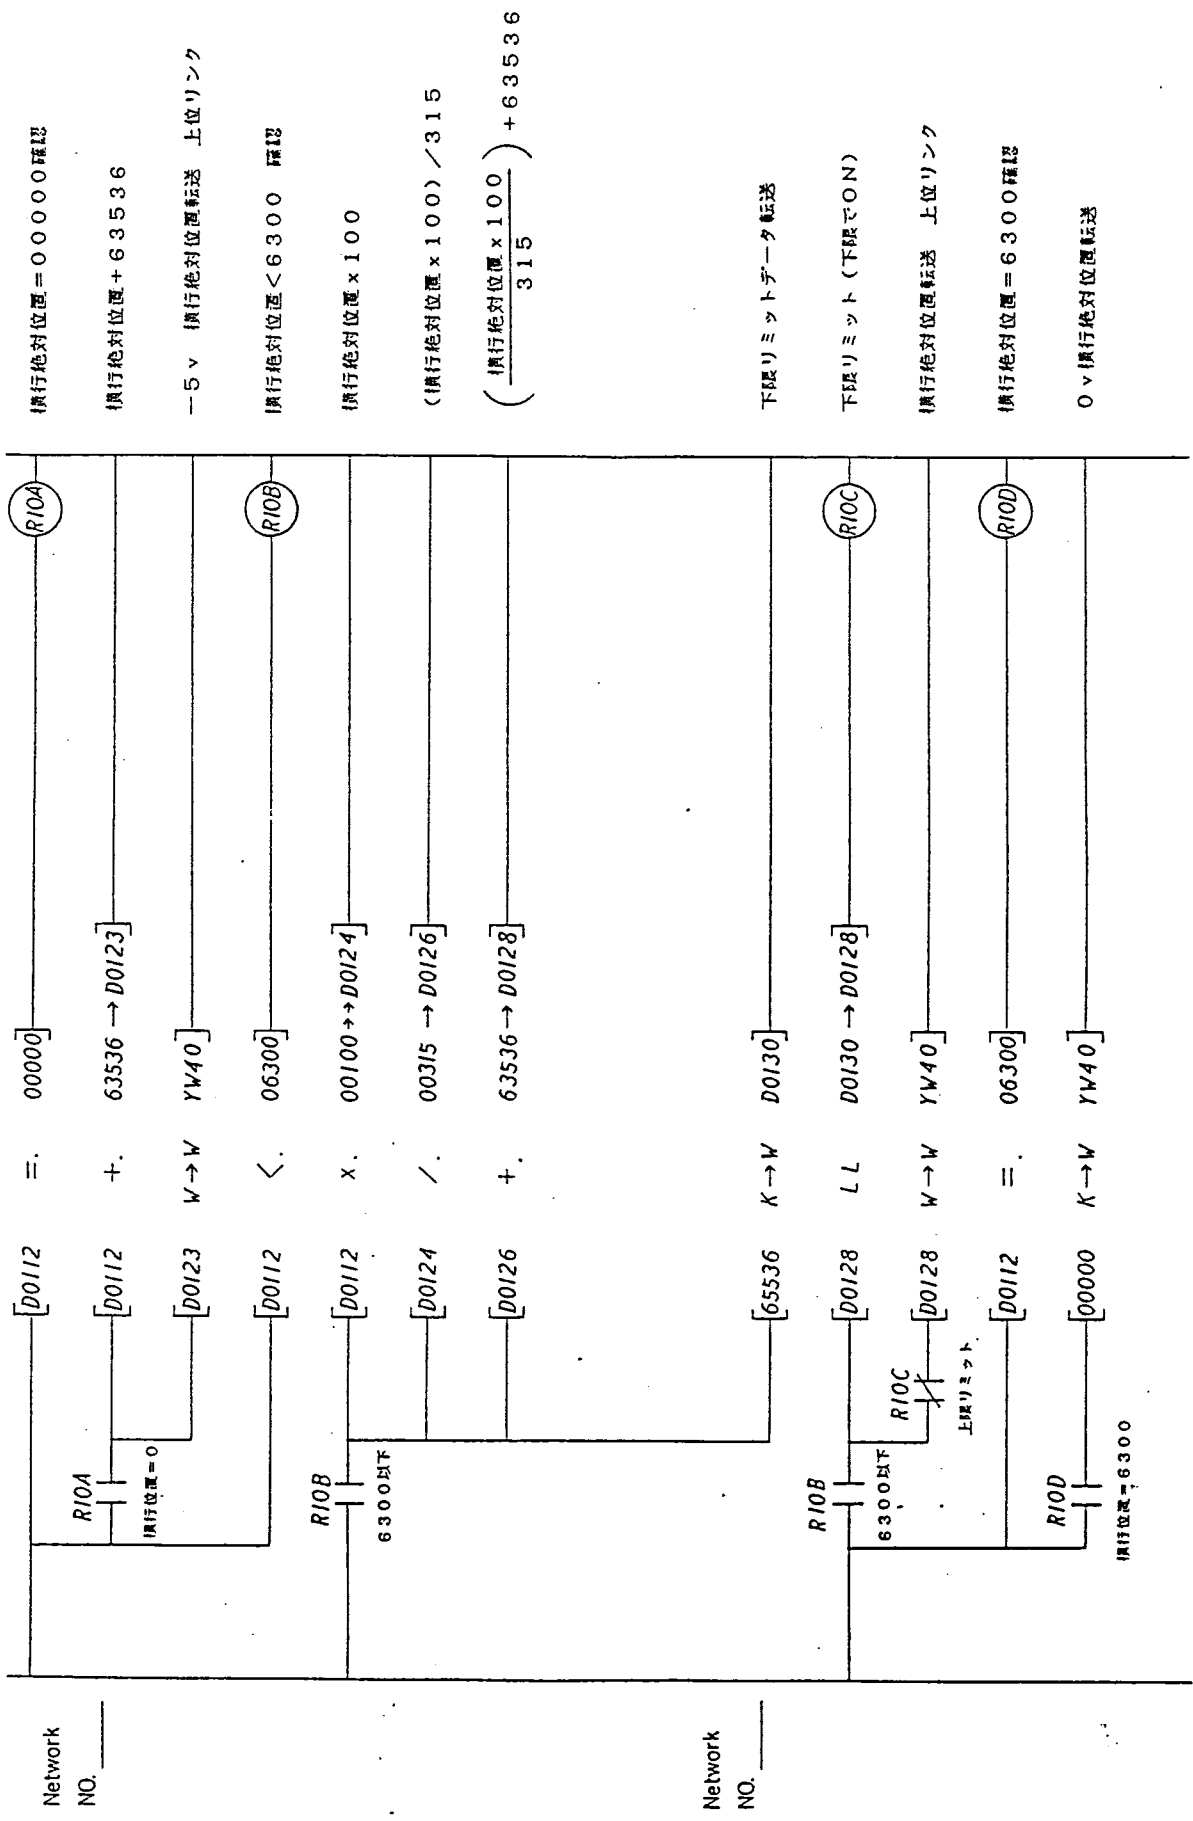 [D0112 =. 00000] R10A 横行絶対位置=00000確認
R10A
横行位置=0
[D0112 +. 63536 → D0123] 横行絶対位置+63536
[D0123 W→W YW40] −5v 横行絶対位置転送 上位リンク
[D0112 <. 06300] R10B 横行絶対位置<6300 確認
R10B
6300以下
[D0112 x. 00100 →→ D0124] 横行絶対位置x100
[D0124 /. 00315 → D0126] (横行絶対位置x100)/315
[D0126 +. 63536 → D0128] (横行絶対位置x100
315) +63536
Network
NO.
[65536 K→W D0130] 下限リミットデータ転送
R10B
6300以下
[D0128 LL D0130 → D0128] R10C 下限リミット(下限でON)
R10C
上限リミット
[D0128 W→W YW40] 横行絶対位置転送 上位リンク
[D0112 =. 06300] R10D 横行絶対位置=6300確認
R10D
横行位置=6300
[00000 K→W YW40] 0v横行絶対位置転送
Network
NO.